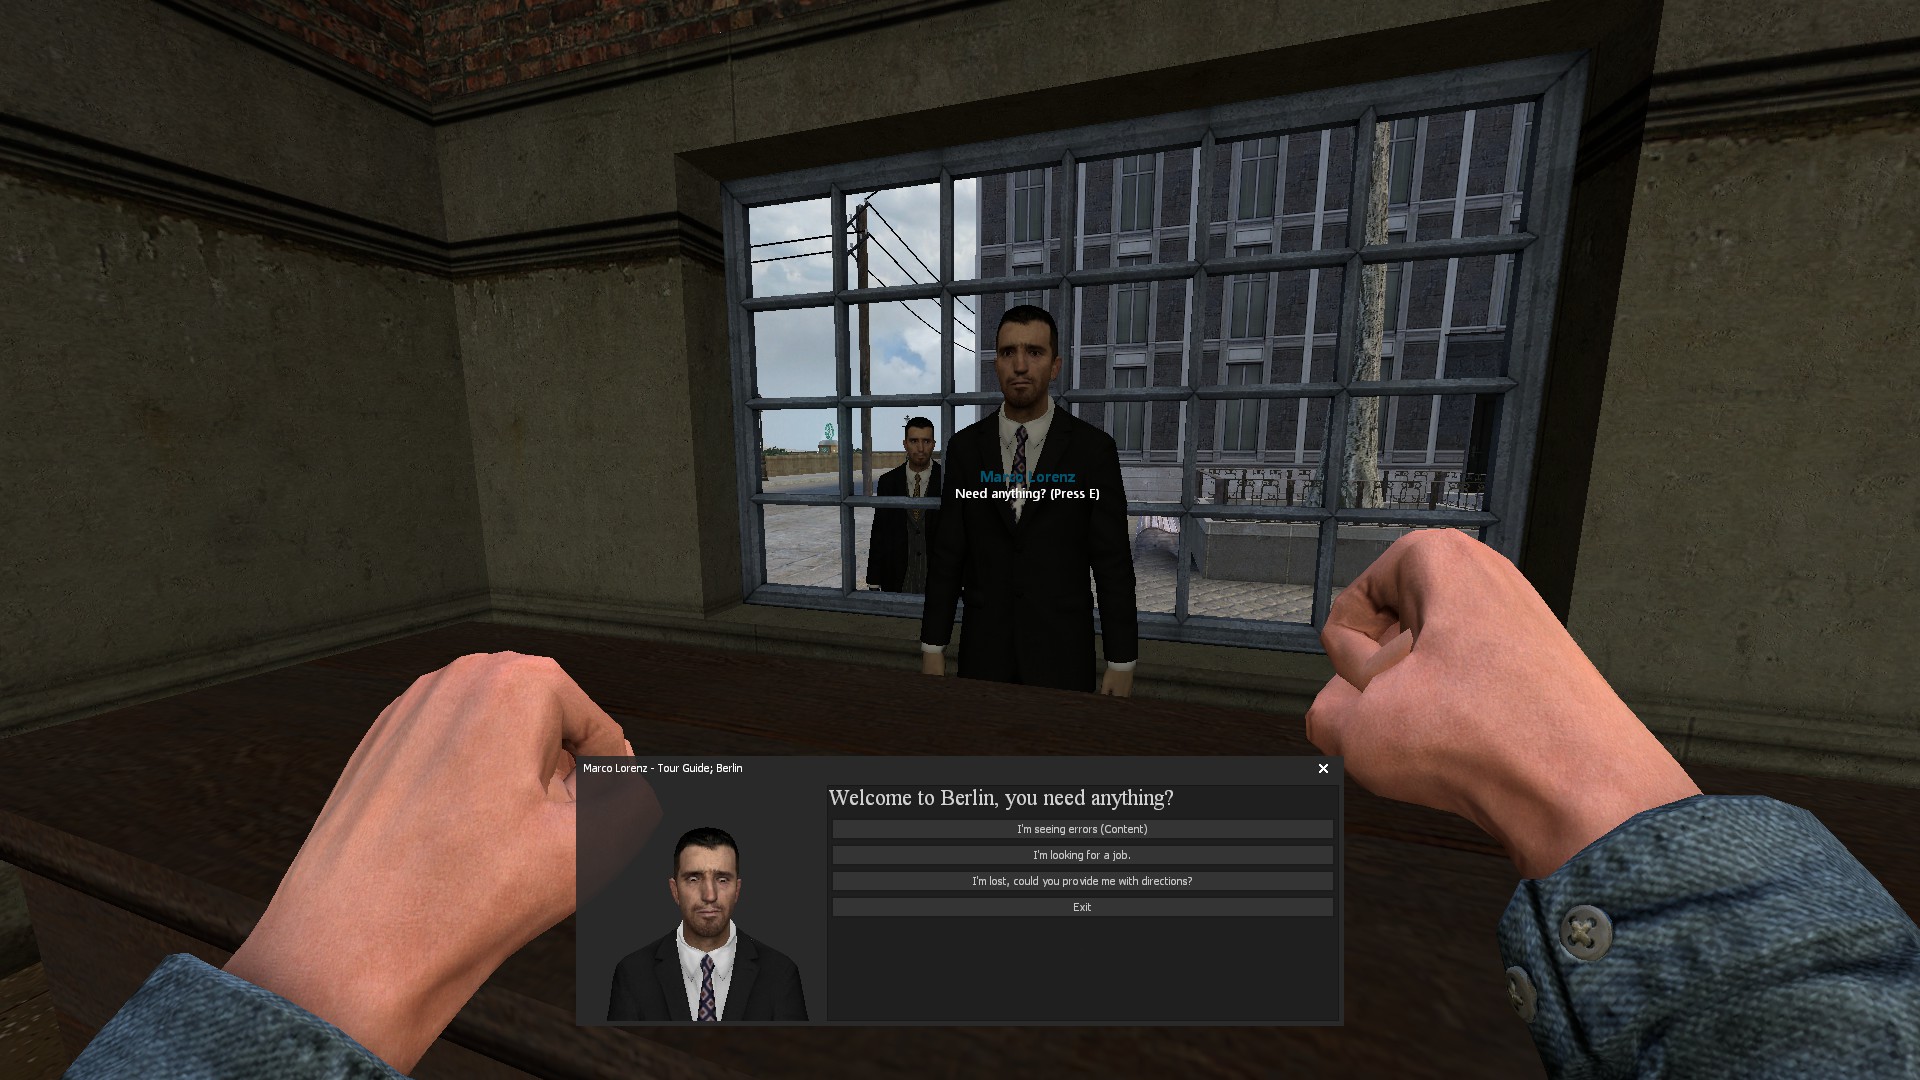 Marco Lorenz
Need anything? (Press E)
Marco Lorenz - Tour Guide; Berlin
Welcome to Berlin, you need anything?
I'm seeing errors (Content)
I'm looking for a job.
I'm lost, could you provide me with directions?
Exit